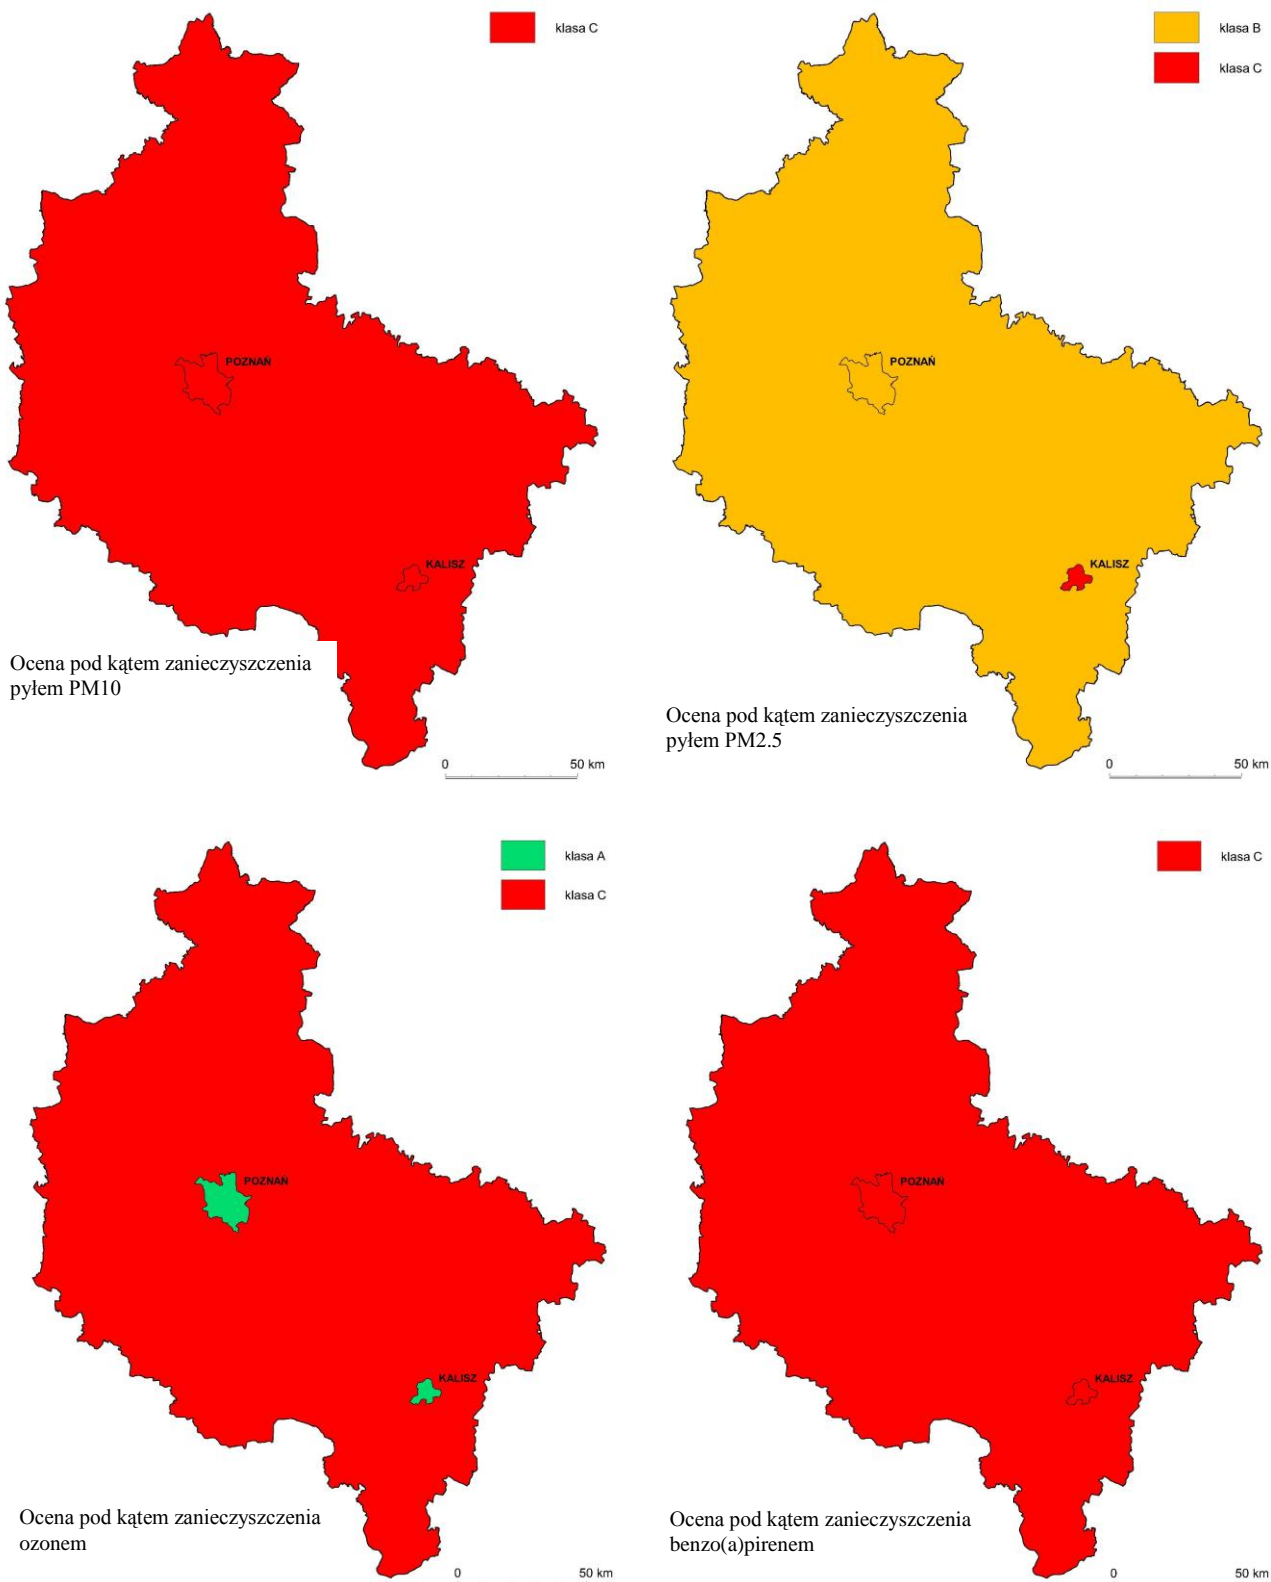 klasa C
POZNAŃ
KALISZ
Ocena pod kątem zanieczyszczenia
pyłem PM10
0 50 km
klasa B
klasa C
POZNAŃ
KALISZ
Ocena pod kątem zanieczyszczenia
pyłem PM2.5
0 50 km
klasa A
klasa C
POZNAŃ
KALISZ
Ocena pod kątem zanieczyszczenia
ozonem
0 50 km
klasa C
POZNAŃ
KALISZ
Ocena pod kątem zanieczyszczenia
benzo(a)pirenem
0 50 km